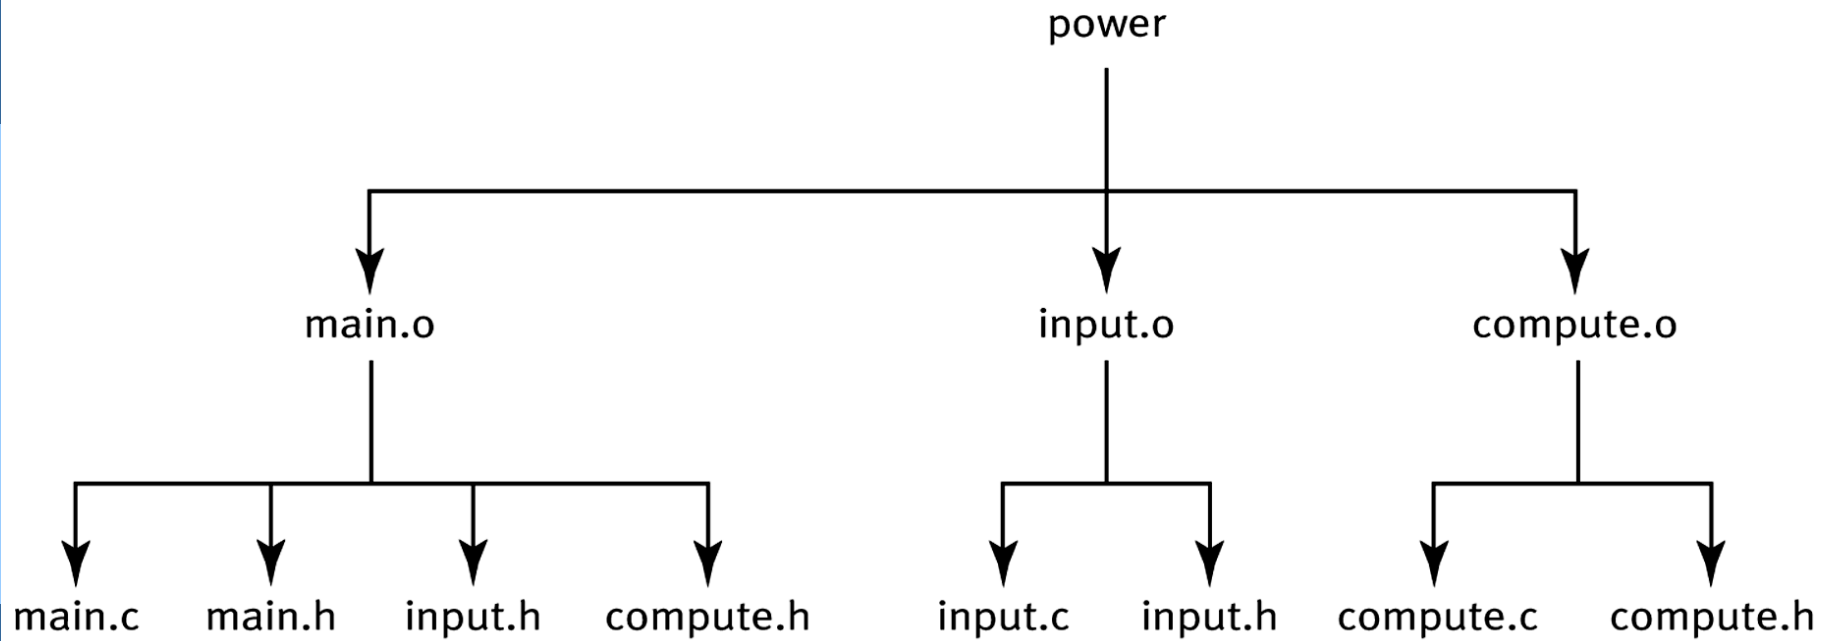 power
main.o input.o compute.o
main.c main.h input.h compute.h input.c input.h compute.c compute.h